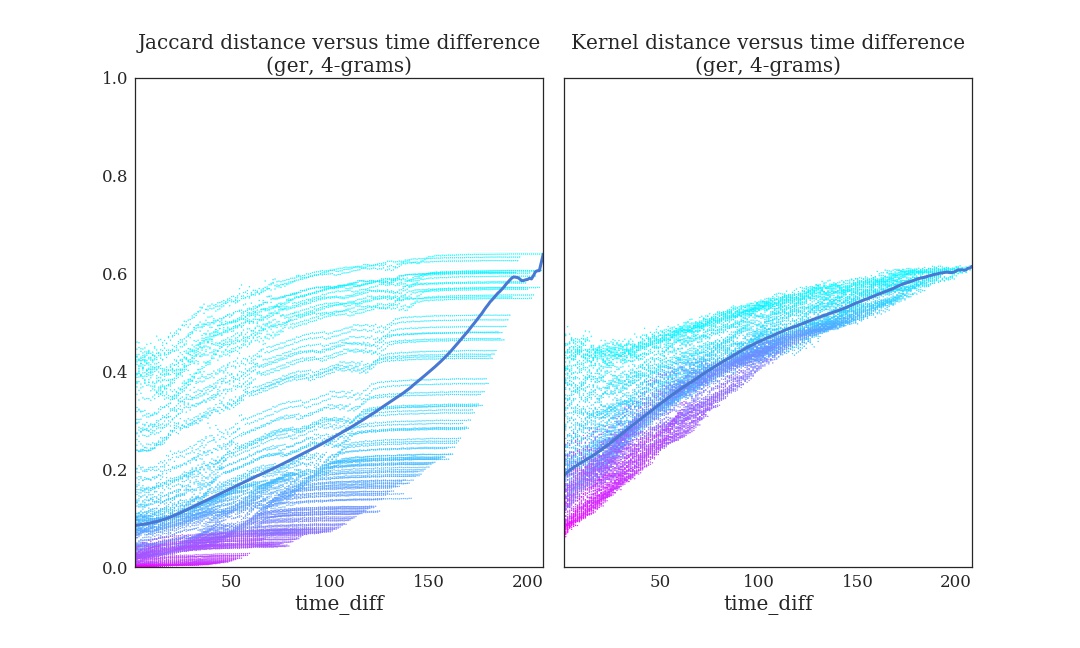 Jaccard distance versus time difference
(ger, 4-grams)
Kernel distance versus time difference
(ger, 4-grams)
1.0
0.8
0.6
0.4
0.2
0.0
50
100
150
200
50
100
150
200
time_diff
time_diff